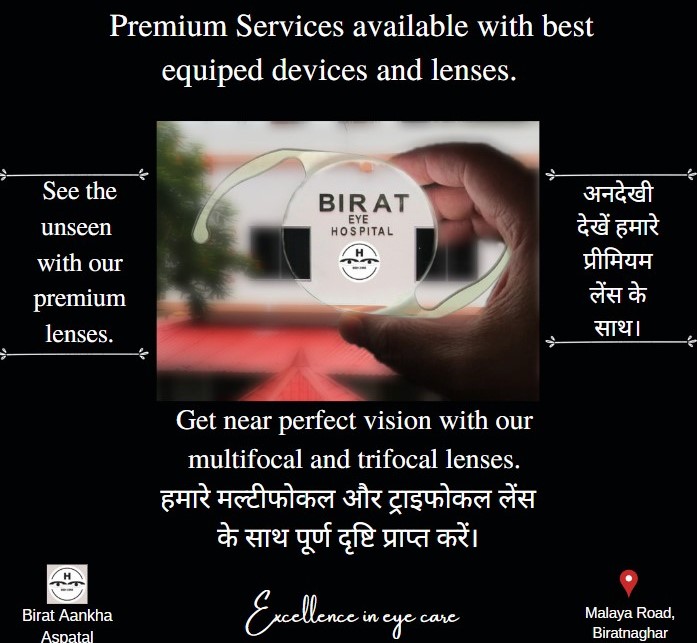 Premium Services available with best
equiped devices and lenses.
See the
unseen
with our
premium
lenses.
BIRAT
EYE
HOSPITAL
H
अनदेखी
देखें हमारे
प्रीमियम
लेंस के
साथ।
Get near perfect vision with our
multifocal and trifocal lenses.
हमारे मल्टीफोकल और ट्राइफोकल लेंस
के साथ पूर्ण दृष्टि प्राप्त करें।
H
Birat Aankha
Aspatal
Excellence in eye care
Malaya Road,
Biratnaghar